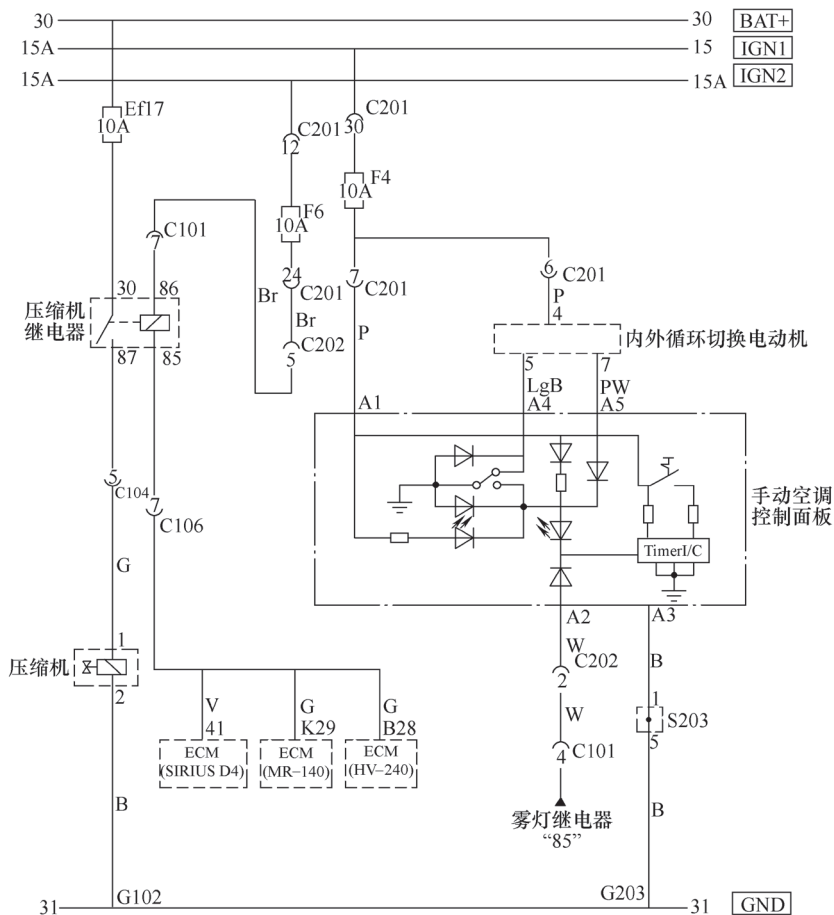 30
30
BAT+
15A
15
IGN1
15A
15A
IGN2
Ef17
10A
C201
12
C201
30
F4
10A
F6
10A
C101
7
24
C201
7
C201
6
C201
P
4
30
86
Br
Br
压缩机
继电器
87
85
C202
5
P
内外循环切换电动机
5
7
LgB
PW
A1
A4
A5
5
C104
7
C106
手动空调
控制面板
TimerI/C
G
A2
A3
W
C202
2
B
1
压缩机
2
V
41
G
K29
G
B28
W
1
S203
5
ECM
(SIRIUS D4)
ECM
(MR-140)
ECM
(HV-240)
C101
4
B
B
雾灯继电器
“85”
31
G102
G203
31
GND